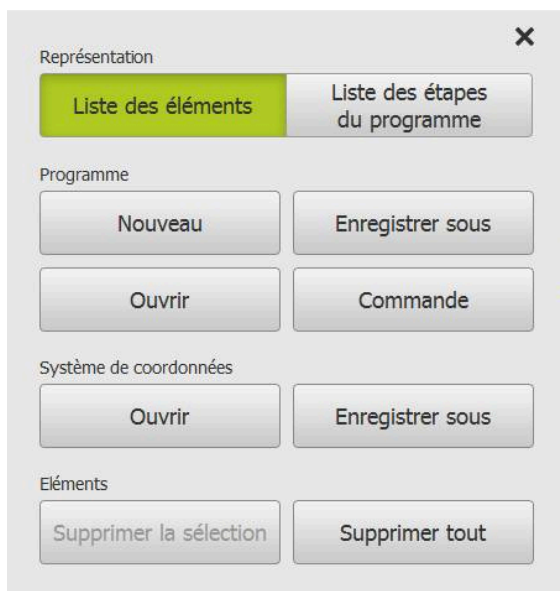 Représentation
Liste des éléments
Liste des étapes
du programme
Programme
Nouveau
Enregistrer sous
Ouvrir
Commande
Système de coordonnées
Ouvrir
Enregistrer sous
Eléments
Supprimer la sélection
Supprimer tout